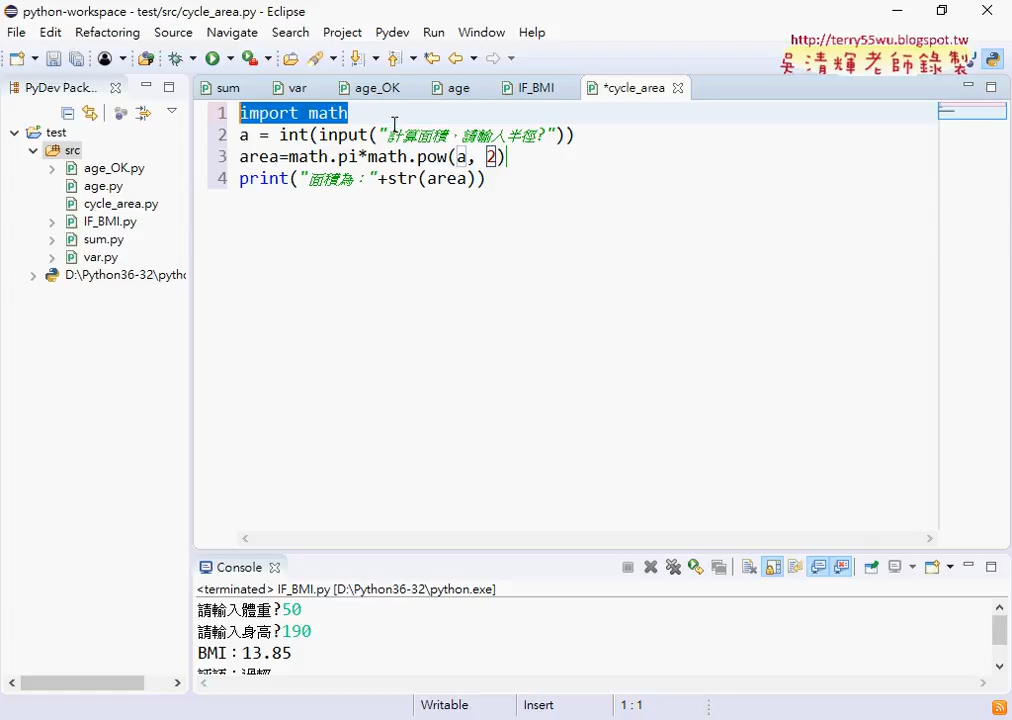 python-workspace - test/src/cycle_area.py - Eclipse
File Edit Refactoring Source Navigate Search Project Pydev Run Window Help
http://terry55wu.blogspot.tw
吳清輝老師錄製
PyDev Pack...
sum var age_OK age IF_BMI *cycle_area
test
src
age_OK.py
age.py
cycle_area.py
IF_BMI.py
sum.py
var.py
D:\Python36-32\pytho
1 import math
2 a = int(input("計算面積，請輸入半徑?"))
3 area=math.pi*math.pow(a, 2)
4 print("面積為："+str(area))
Console
<terminated> IF_BMI.py [D:\Python36-32\python.exe]
請輸入體重?50
請輸入身高?190
BMI：13.85
評語：過輕
Writable Insert 1 : 1